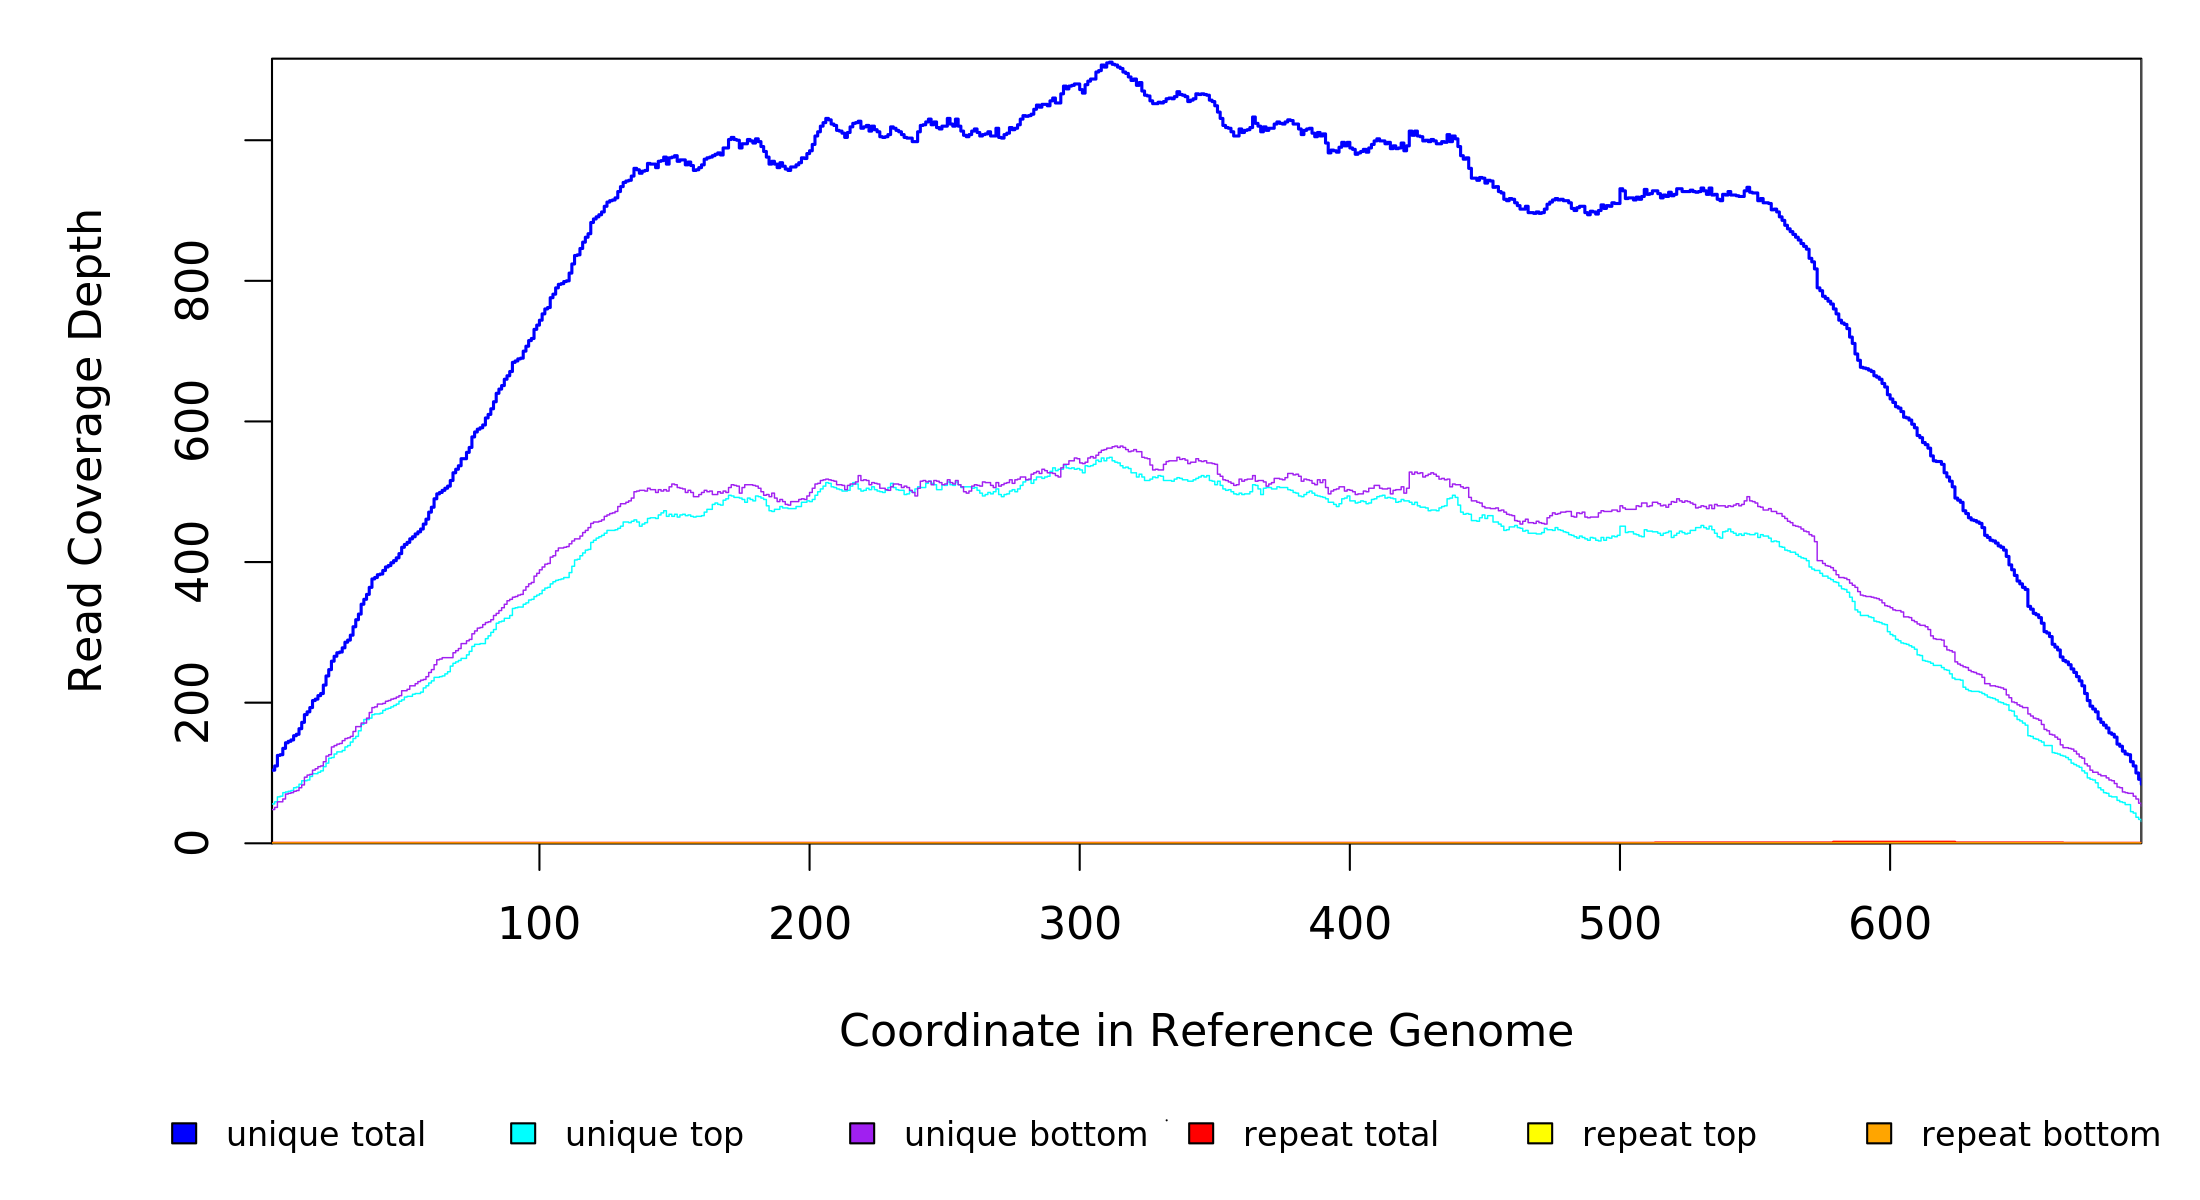 Read Coverage Depth
800
600
400
200
0
100 200 300 400 500 600
Coordinate in Reference Genome
unique total unique top unique bottom repeat total repeat top repeat bottom